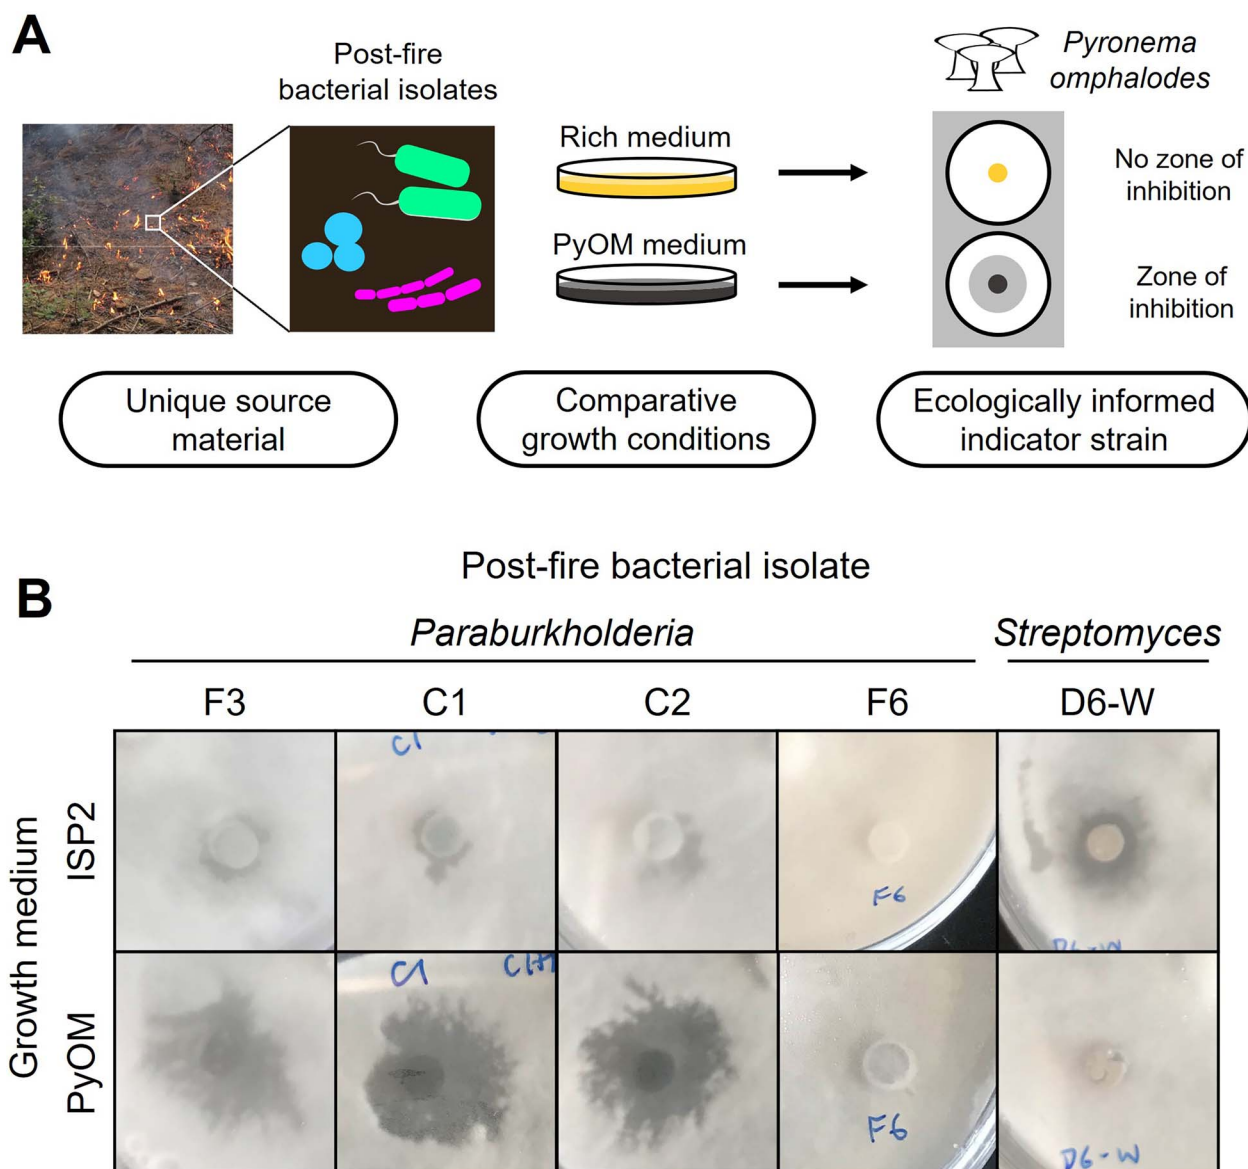 A
Post-fire
bacterial isolates
Rich medium
PyOM medium
Pyronema
omphalodes
No zone of
inhibition
Zone of
inhibition
Unique source
material
Comparative
growth conditions
Ecologically informed
indicator strain
B
Post-fire bacterial isolate
Paraburkholderia
Streptomyces
F3
C1
C2
F6
D6-W
Growth medium
ISP2
C1
F6
D6-W
PyOM
C1
F6
D6-W